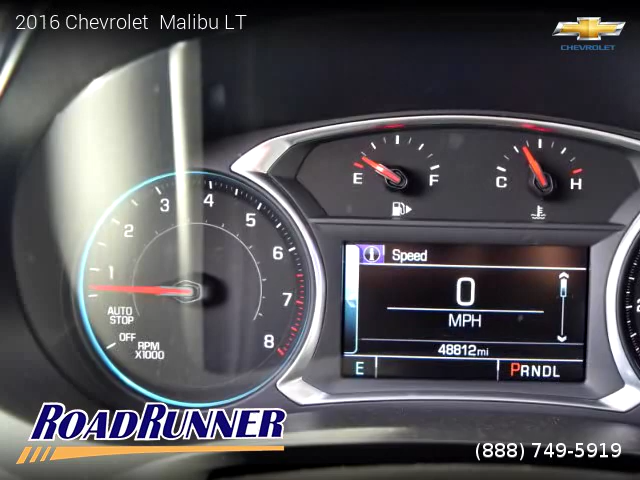 2016 Chevrolet Malibu LT
CHEVROLET
E F
C H
1 2 3 4 5 6 7 8
AUTO STOP
OFF
RPM X1000
i Speed
0
MPH
48812mi
E PRNDL
ROADRUNNER
(888) 749-5919